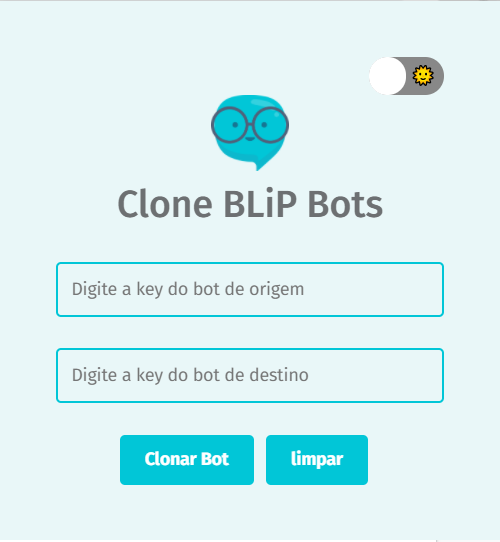 Clone BLiP Bots
Digite a key do bot de origem
Digite a key do bot de destino
Clonar Bot
limpar